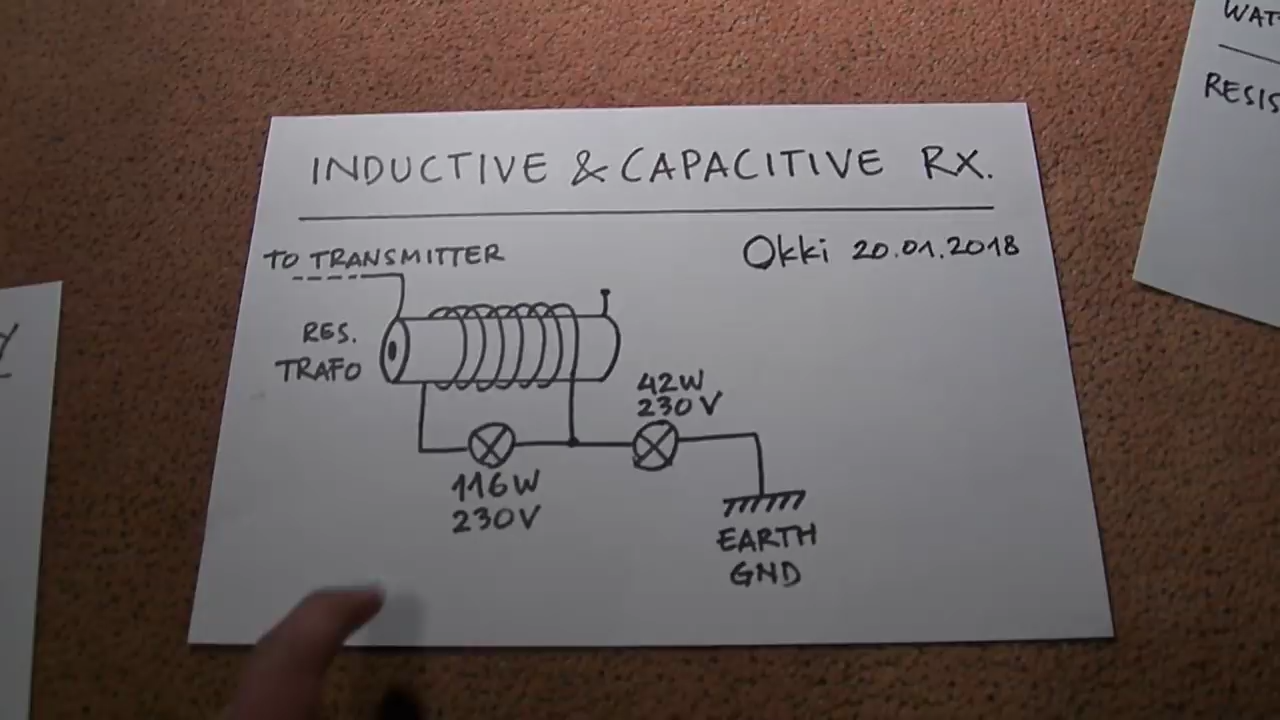 INDUCTIVE & CAPACITIVE RX.
Okki 20.01.2018
TO TRANSMITTER
RES.
TRAFO
42W
230V
116W
230V
EARTH
GND